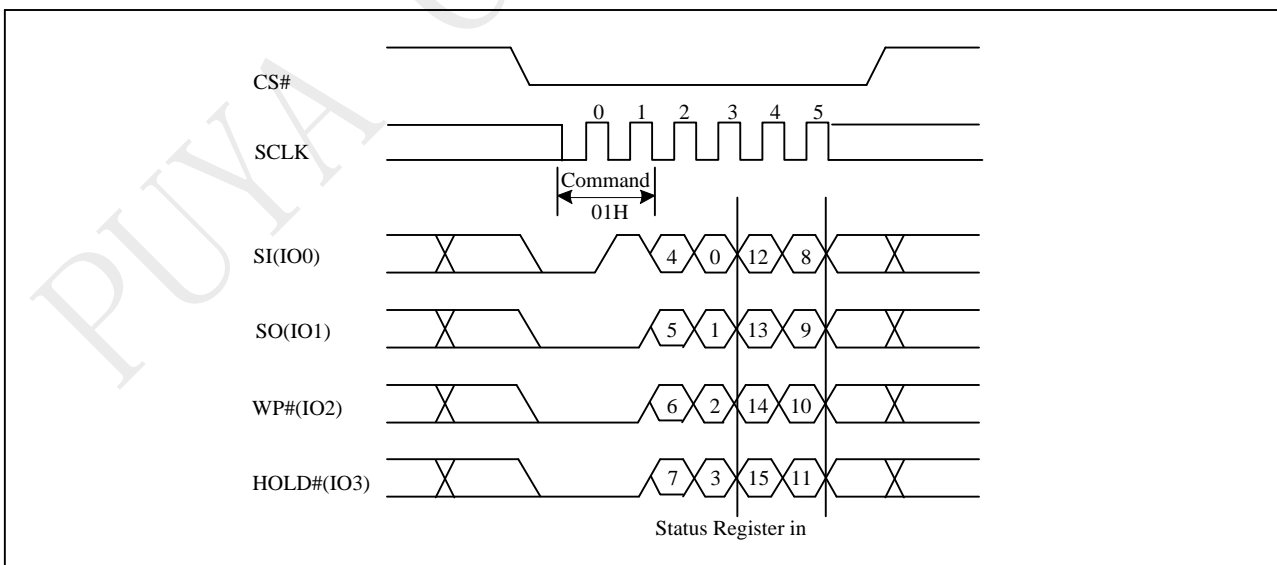 PUYA
CS#
0 1 2 3 4 5
SCLK
Command
01H
SI(IO0) 4 0 12 8
SO(IO1) 5 1 13 9
WP#(IO2) 6 2 14 10
HOLD#(IO3) 7 3 15 11
Status Register in